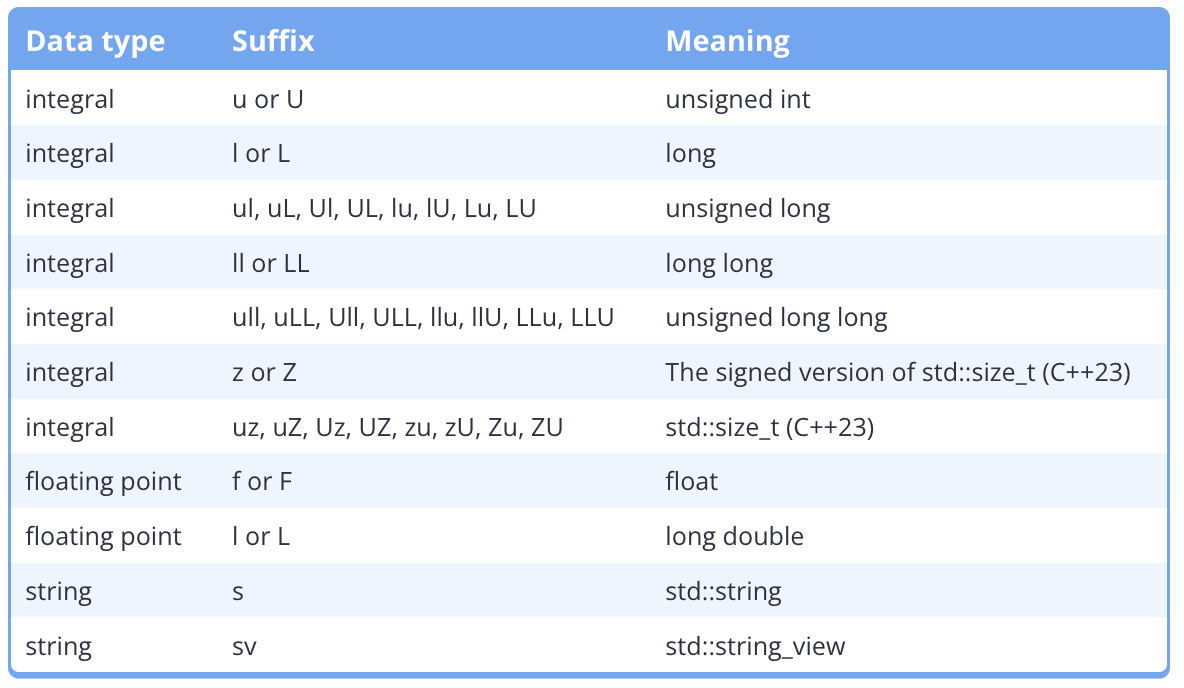 Data type Suffix Meaning
integral u or U unsigned int
integral l or L long
integral ul, uL, Ul, UL, lu, lU, Lu, LU unsigned long
integral ll or LL long long
integral ull, uLL, Ull, ULL, llu, llU, LLu, LLU unsigned long long
integral z or Z The signed version of std::size_t (C++23)
integral uz, uZ, Uz, UZ, zu, zU, Zu, ZU std::size_t (C++23)
floating point f or F float
floating point l or L long double
string s std::string
string sv std::string_view